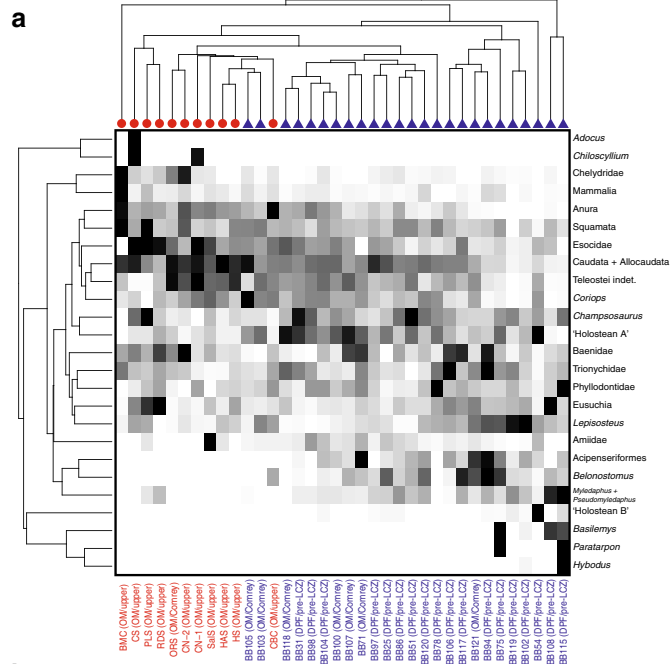 a
Adocus
Chiloscyllium
Chelydridae
Mammalia
Anura
Squamata
Esocidae
Caudata + Allocaudata
Teleostei indet.
Coriops
Champsosaurus
‘Holostean A’
Baenidae
Trionychidae
Phyllodontidae
Eusuchia
Lepisosteus
Amiidae
Acipenseriformes
Belonostomus
Myledaphus +
Pseudomyledaphus
‘Holostean B’
Basilemys
Paratarpon
Hybodus
BMC (OM/upper)
CS (OM/upper)
PLS (OM/upper)
RDS (OM/upper)
ORS (OM/Comrey)
CN–2 (OM/upper)
CN–1 (OM/upper)
SalS (OM/upper)
HAS (OM/upper)
HS (OM/upper)
BB105 (OM/Comrey)
BB103 (OM/Comrey)
CBC (OM/upper)
BB118 (OM/Comrey)
BB31 (DPF/pre-LCZ)
BB98 (DPF/pre-LCZ)
BB104 (DPF/pre-LCZ)
BB100 (OM/Comrey)
BB107 (OM/Comrey)
BB71 (OM/Comrey)
BB97 (DPF/pre-LCZ)
BB25 (DPF/pre-LCZ)
BB86 (DPF/pre-LCZ)
BB51 (DPF/pre-LCZ)
BB120 (DPF/pre-LCZ)
BB78 (DPF/pre-LCZ)
BB106 (DPF/pre-LCZ)
BB117 (DPF/pre-LCZ)
BB121 (OM/Comrey)
BB94 (DPF/pre-LCZ)
BB75 (DPF/pre-LCZ)
BB119 (DPF/pre-LCZ)
BB102 (DPF/pre-LCZ)
BB54 (DPF/pre-LCZ)
BB108 (DPF/pre-LCZ)
BB115 (DPF/pre-LCZ)